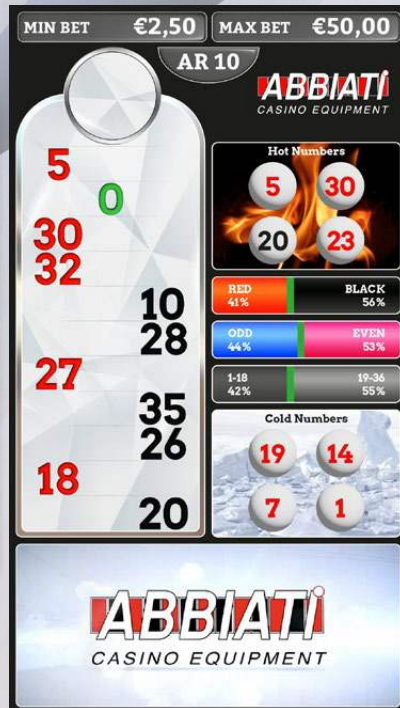 MIN BET €2,50 MAX BET €50,00
AR 10
ABBIATi
CASINO EQUIPMENT
5
0
30
32
10
28
27
35
26
18
20
Hot Numbers
5 30
20 23
RED BLACK
41% 56%
ODD EVEN
44% 53%
1-18 19-36
42% 55%
Cold Numbers
19 14
7 1
ABBIATi
CASINO EQUIPMENT